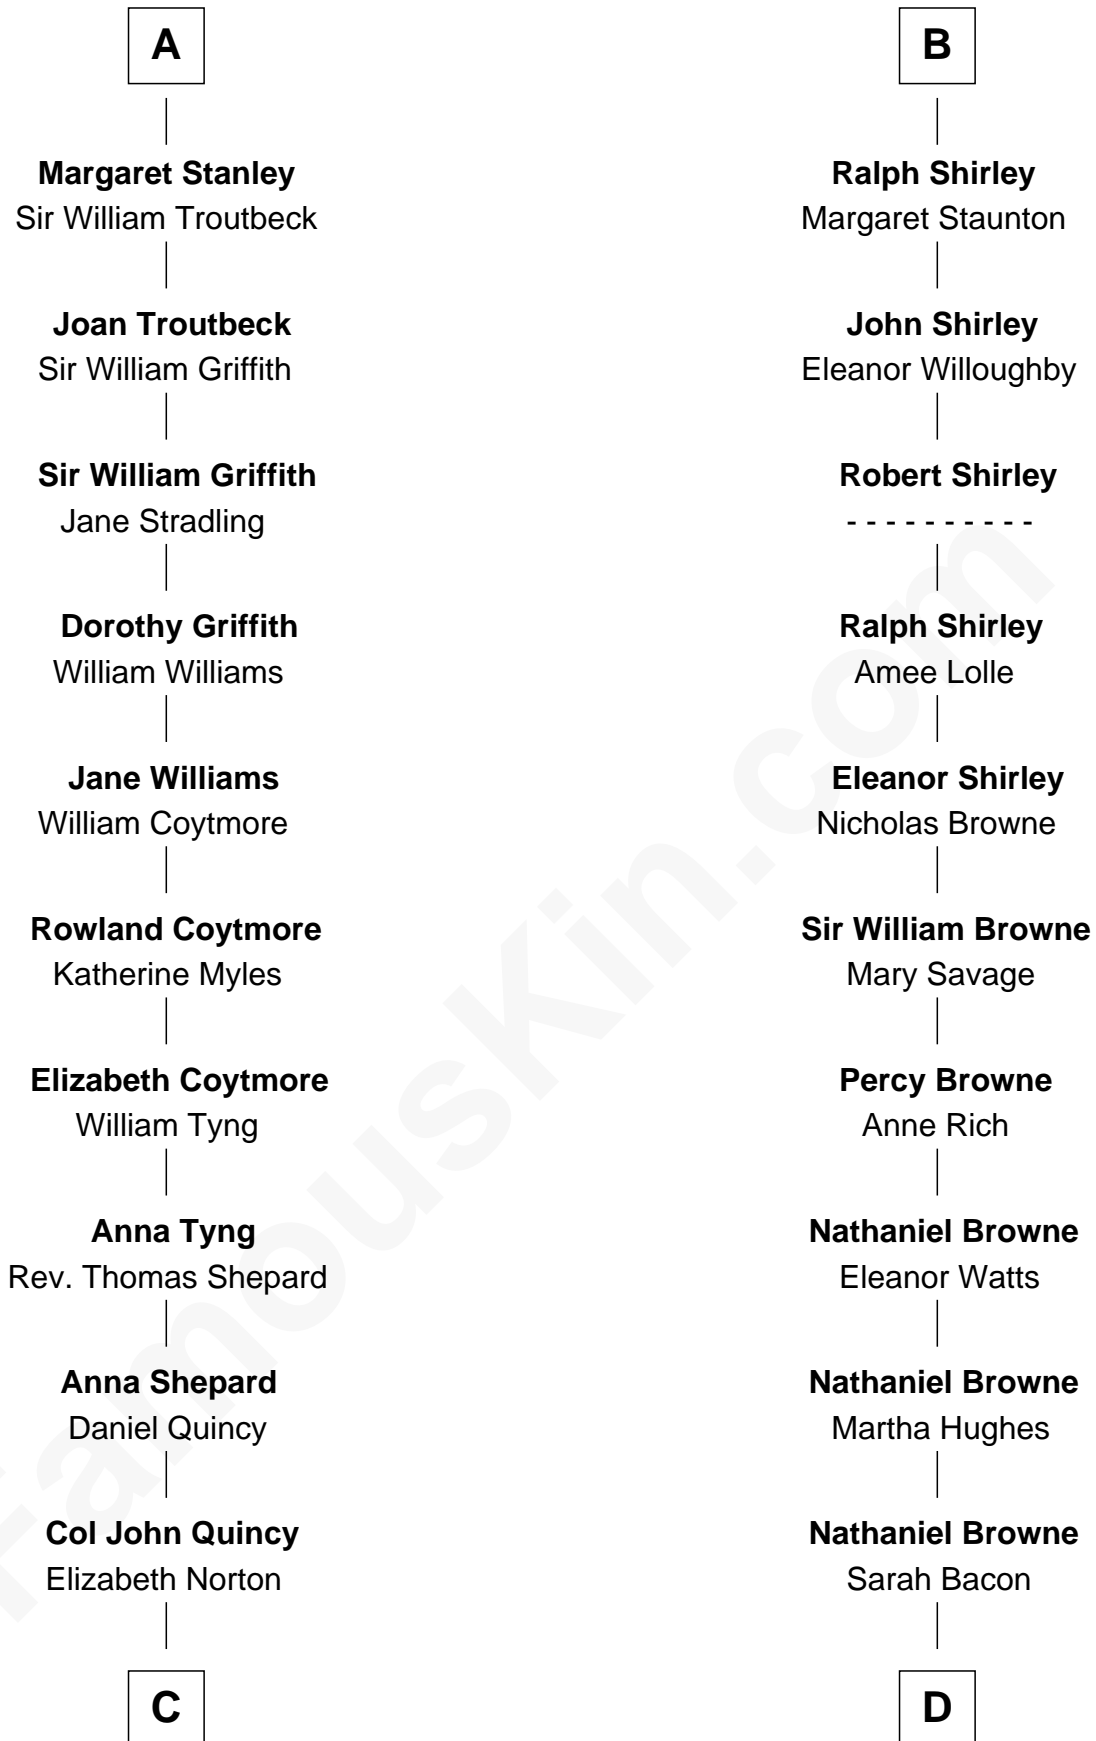 A
Margaret Stanley
Sir William Troutbeck
Joan Troutbeck
Sir William Griffith
Sir William Griffith
Jane Stradling
Dorothy Griffith
William Williams
Jane Williams
William Coytmore
Rowland Coytmore
Katherine Myles
Elizabeth Coytmore
William Tyng
Anna Tyng
Rev. Thomas Shepard
Anna Shepard
Daniel Quincy
Col John Quincy
Elizabeth Norton
C
B
Ralph Shirley
Margaret Staunton
John Shirley
Eleanor Willoughby
Robert Shirley
- - - - - - - - - -
Ralph Shirley
Amee Lolle
Eleanor Shirley
Nicholas Browne
Sir William Browne
Mary Savage
Percy Browne
Anne Rich
Nathaniel Browne
Eleanor Watts
Nathaniel Browne
Martha Hughes
Nathaniel Browne
Sarah Bacon
D
FamousKin.com